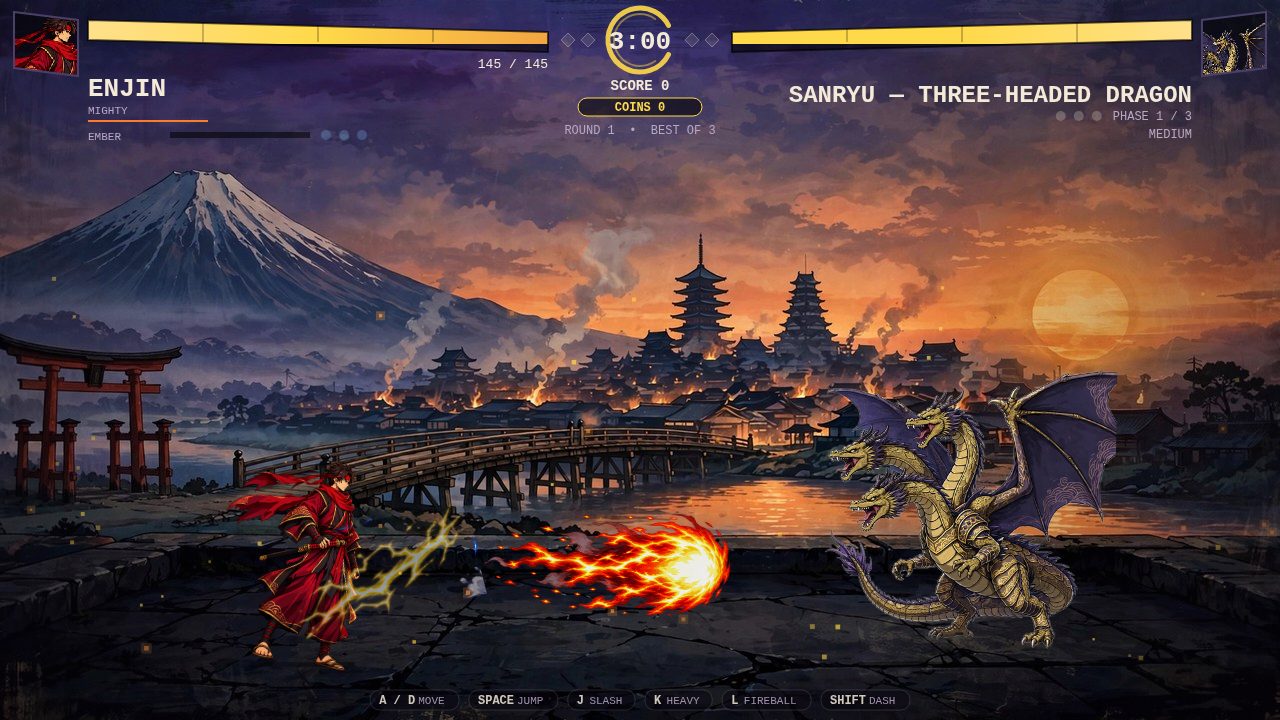 3:00
145 / 145
SCORE 0
COINS 0
ROUND 1 • BEST OF 3
ENJIN
MIGHTY
EMBER
SANRYU — THREE-HEADED DRAGON
PHASE 1 / 3
MEDIUM
A / D MOVE
SPACE JUMP
J SLASH
K HEAVY
L FIREBALL
SHIFT DASH